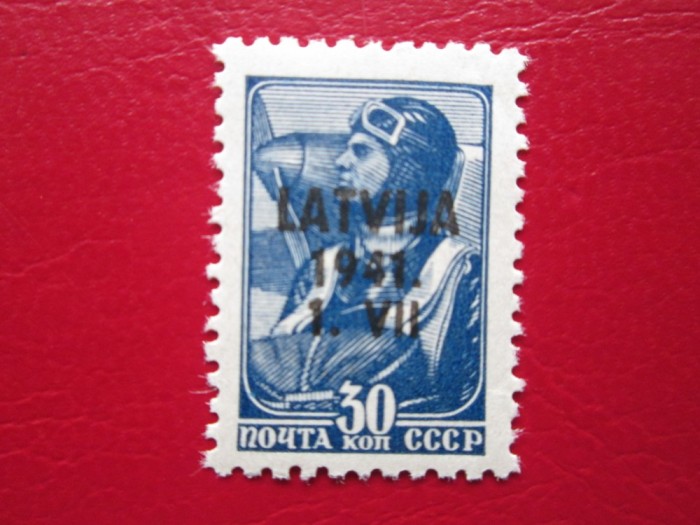 LATVIJA
1941.
1. VII
30
ПОЧТА КОП СССР